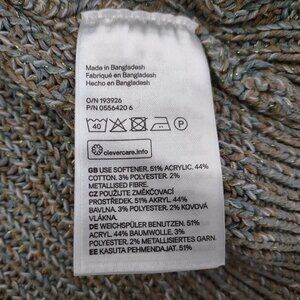 Made in Bangladesh
Fabriqué en Bangladesh
Hecho en Bangladesh
O/N 193926
P/N 0556420 6
40
P
clevercare.info
GB USE SOFTENER. 51% ACRYLIC. 44%
COTTON. 3% POLYESTER. 2%
METALLISED FIBRE.
CZ POUŽIJTE ZMĚKČOVACÍ
PROSTŘEDEK. 51% AKRYL. 44%
BAVLNA. 3% POLYESTER. 2% KOVOVÁ
VLÁKNA.
DE WEICHSPÜLER BENUTZEN. 51%
ACRYL. 44% BAUMWOLLE. 3%
POLYESTER. 2% METALLISIERTES GARN.
EE KASUTA PEHMENDAJAT. 51%